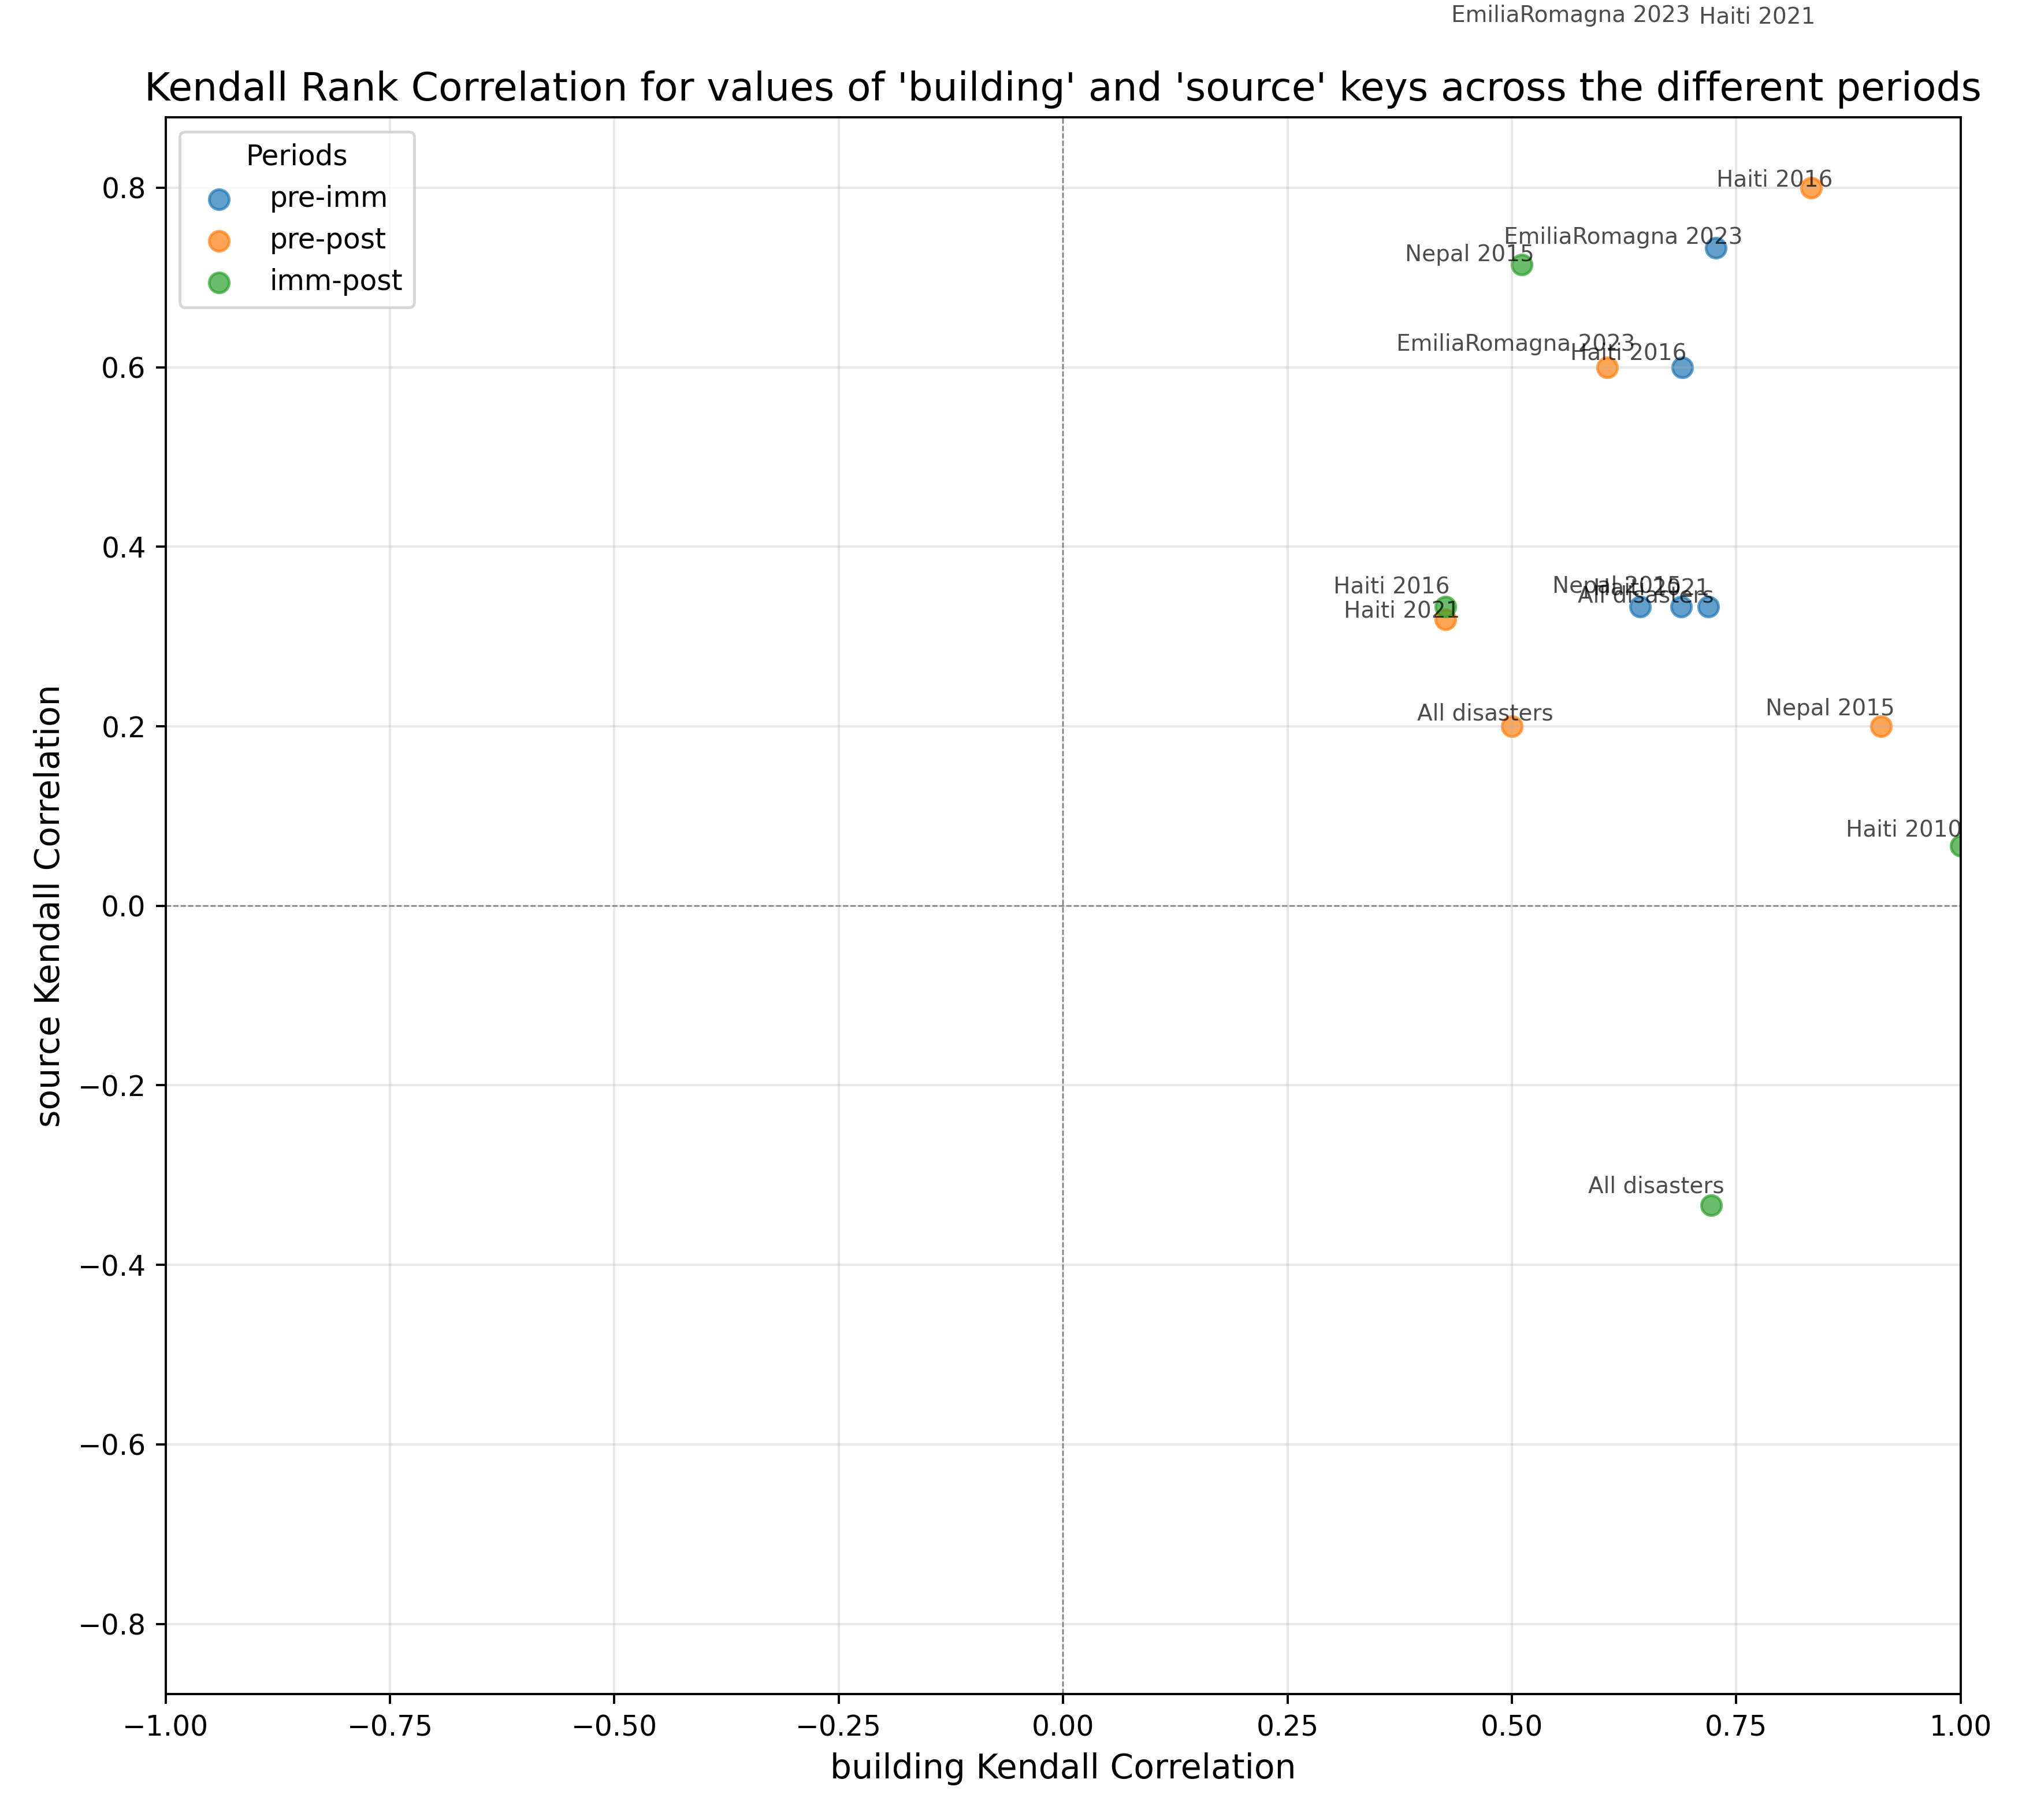 EmiliaRomagna 2023 Haiti 2021
Kendall Rank Correlation for values of 'building' and 'source' keys across the different periods
Periods
pre-imm
pre-post
imm-post
Haiti 2016
EmiliaRomagna 2023
Nepal 2015
EmiliaRomagna 2023
Haiti 2016
Haiti 2016
Nepal 2015
Haiti 2021
All disasters
Haiti 2021
Nepal 2015
All disasters
Haiti 2010
All disasters
0.8
0.6
0.4
0.2
0.0
−0.2
−0.4
−0.6
−0.8
source Kendall Correlation
−1.00 −0.75 −0.50 −0.25 0.00 0.25 0.50 0.75 1.00
building Kendall Correlation